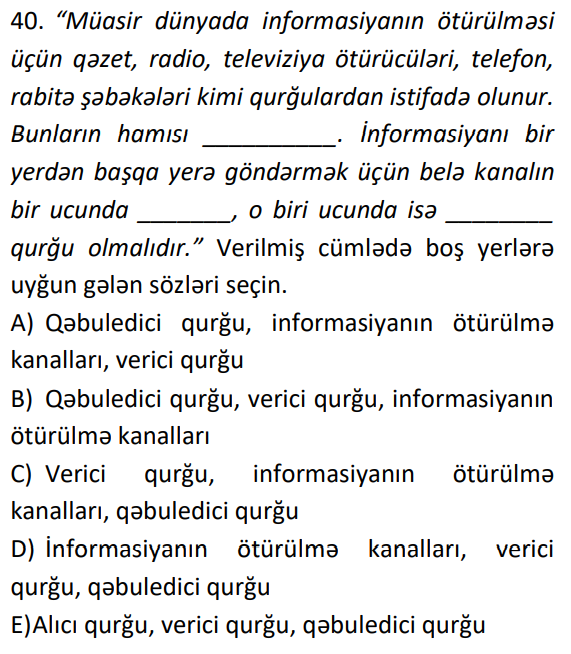 40. “Müasir dünyada informasiyanın ötürülməsi
üçün qəzet, radio, televiziya ötürücüləri, telefon,
rabitə şəbəkələri kimi qurğulardan istifadə olunur.
Bunların hamısı __________. İnformasiyanı bir
yerdən başqa yerə göndərmək üçün belə kanalın
bir ucunda _______, o biri ucunda isə ________
qurğu olmalıdır.” Verilmiş cümlədə boş yerlərə
uyğun gələn sözləri seçin.
A) Qəbuledici qurğu, informasiyanın ötürülmə
kanalları, verici qurğu
B) Qəbuledici qurğu, verici qurğu, informasiyanın
ötürülmə kanalları
C) Verici qurğu, informasiyanın ötürülmə
kanalları, qəbuledici qurğu
D) İnformasiyanın ötürülmə kanalları, verici
qurğu, qəbuledici qurğu
E)Alıcı qurğu, verici qurğu, qəbuledici qurğu